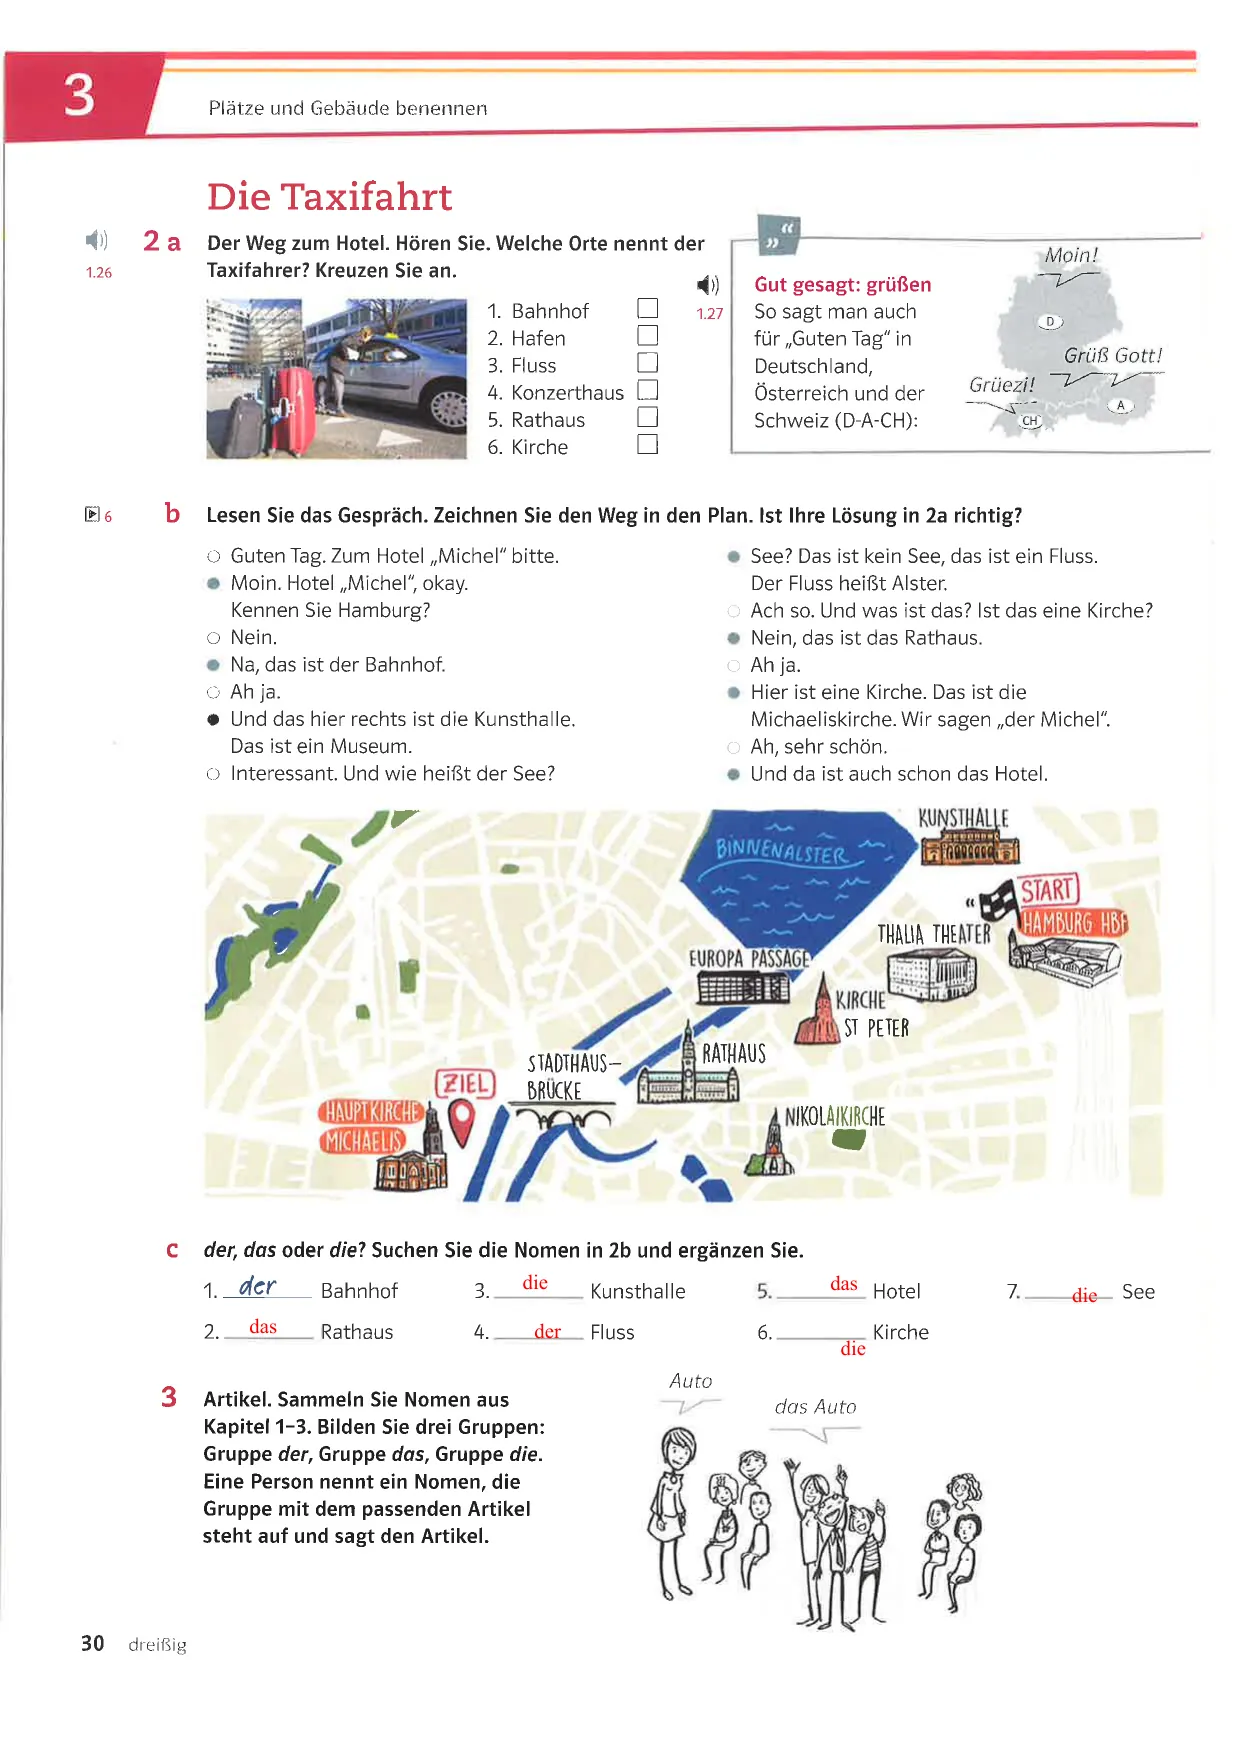 3
Plätze und Gebäude benennen
Die Taxifahrt
2 a Der Weg zum Hotel. Hören Sie. Welche Orte nennt der
1.26 Taxifahrer? Kreuzen Sie an.
1. Bahnhof
2. Hafen
3. Fluss
4. Konzerthaus
5. Rathaus
6. Kirche
1.27
Gut gesagt: grüßen
So sagt man auch
für „Guten Tag" in
Deutschland,
Österreich und der
Schweiz (D-A-CH):
Moin!
D
Grüß Gott!
Grüezi!
A
CH
6 b Lesen Sie das Gespräch. Zeichnen Sie den Weg in den Plan. Ist Ihre Lösung in 2a richtig?
Guten Tag. Zum Hotel „Michel" bitte.
Moin. Hotel „Michel", okay.
Kennen Sie Hamburg?
Nein.
Na, das ist der Bahnhof.
Ah ja.
Und das hier rechts ist die Kunsthalle.
Das ist ein Museum.
Interessant. Und wie heißt der See?
See? Das ist kein See, das ist ein Fluss.
Der Fluss heißt Alster.
Ach so. Und was ist das? Ist das eine Kirche?
Nein, das ist das Rathaus.
Ah ja.
Hier ist eine Kirche. Das ist die
Michaeliskirche. Wir sagen „der Michel".
Ah, sehr schön.
Und da ist auch schon das Hotel.
KUNSTHALLE
BINNENALSTER
START
HAMBURG HBF
THALIA THEATER
EUROPA PASSAGE
KIRCHE
ST PETER
RATHAUS
STADTHAUS-
BRÜCKE
ZIEL
HAUPTKIRCHE
MICHAELIS
NIKOLAIKIRCHE
c der, das oder die? Suchen Sie die Nomen in 2b und ergänzen Sie.
1. der Bahnhof 3. die Kunsthalle 5. das Hotel 7. die See
2. das Rathaus 4. der Fluss 6. die Kirche
3 Artikel. Sammeln Sie Nomen aus
Kapitel 1–3. Bilden Sie drei Gruppen:
Gruppe der, Gruppe das, Gruppe die.
Eine Person nennt ein Nomen, die
Gruppe mit dem passenden Artikel
steht auf und sagt den Artikel.
Auto
das Auto
30 dreißig